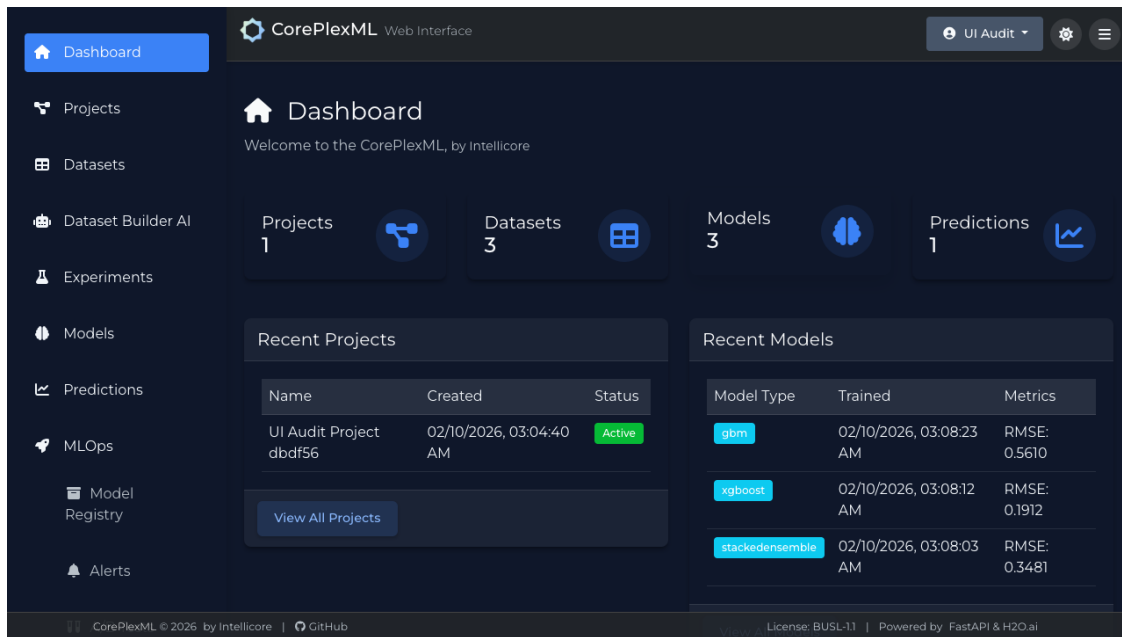 CorePlexML Web Interface
UI Audit
Dashboard
Projects
Datasets
Dataset Builder AI
Experiments
Models
Predictions
MLOps
Model
Registry
Alerts
Dashboard
Welcome to the CorePlexML, by Intellicore
Projects
1
Datasets
3
Models
3
Predictions
1
Recent Projects
Name Created Status
UI Audit Project 02/10/2026, 03:04:40 Active
dbdf56 AM
View All Projects
Recent Models
Model Type Trained Metrics
gbm 02/10/2026, 03:08:23 RMSE:
AM 0.5610
xgboost 02/10/2026, 03:08:12 RMSE:
AM 0.1912
stackedensemble 02/10/2026, 03:08:03 RMSE:
AM 0.3481
CorePlexML © 2026 by Intellicore | GitHub
License: BUSL-1.1 | Powered by FastAPI & H2O.ai